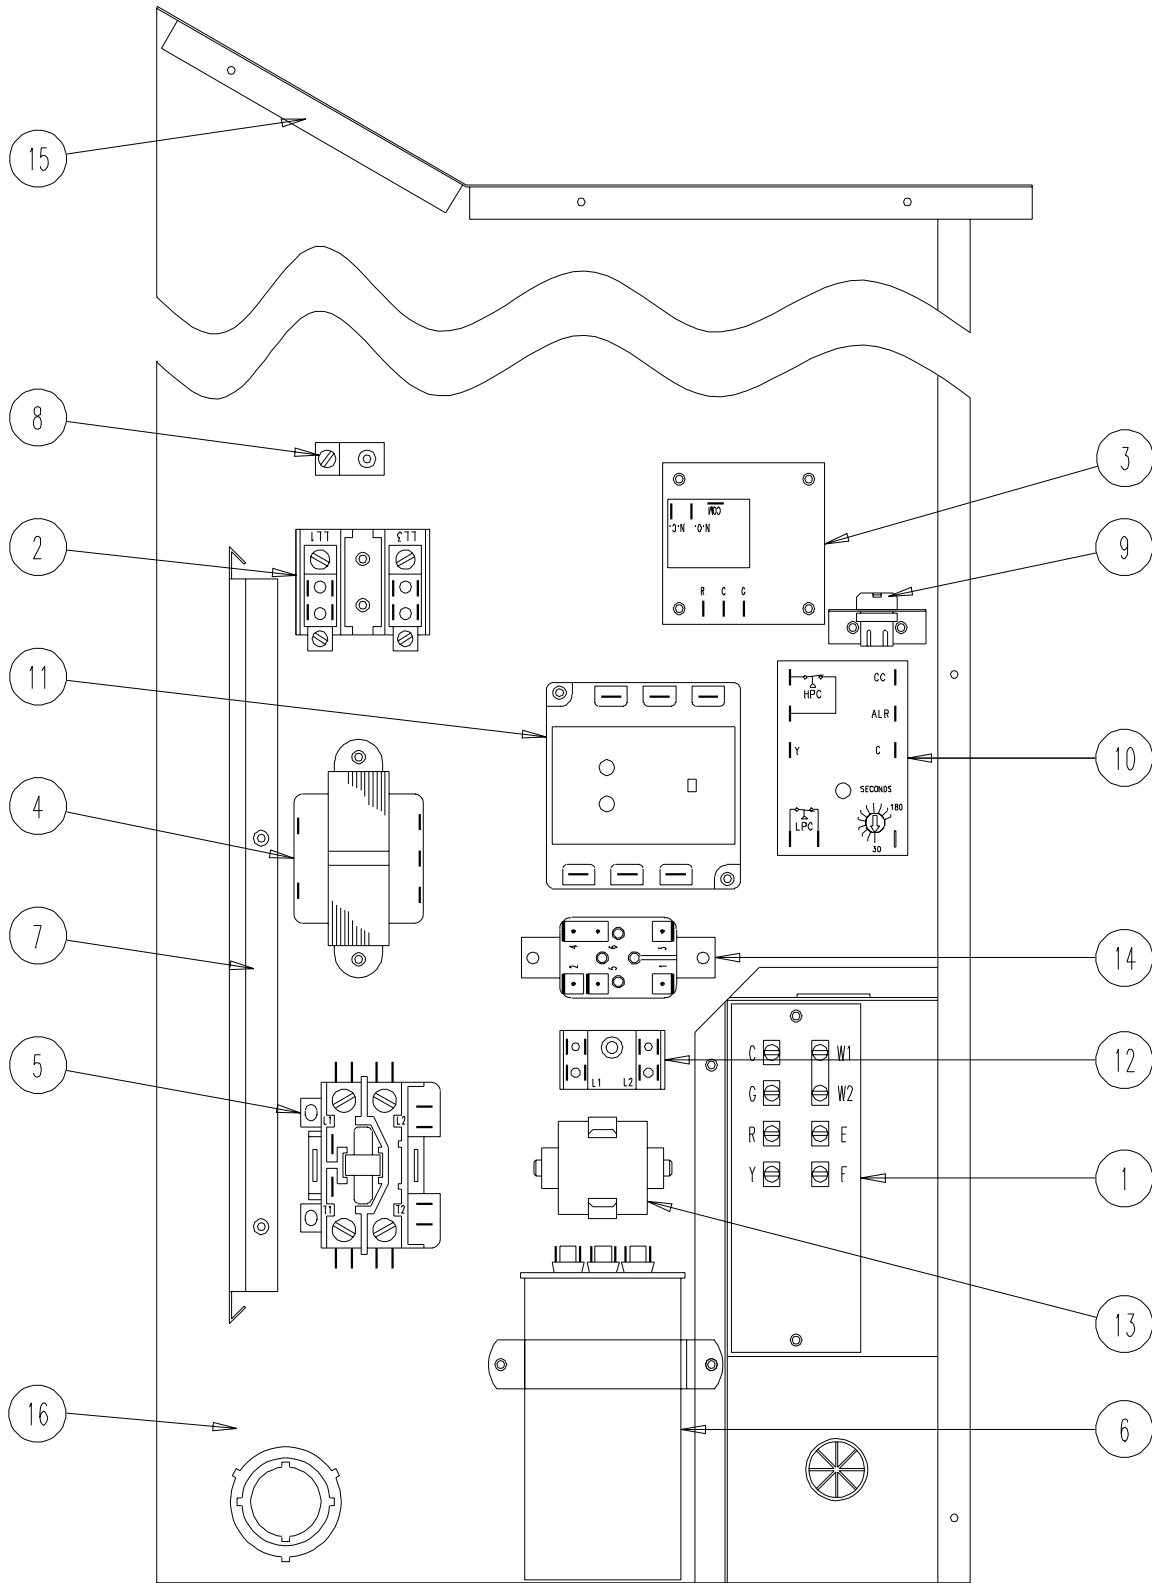 15
8
3
LL1
LL3
2
N.C.
N.O.
COM
9
R C G
11
HPC
CC
ALR
Y
C
10
SECONDS
4
LPC
180
30
7
4
6
3
2
5
1
14
5
L1
L2
L1 L2
12
C W1
G W2
R E
Y F
1
T1
T2
13
16
6